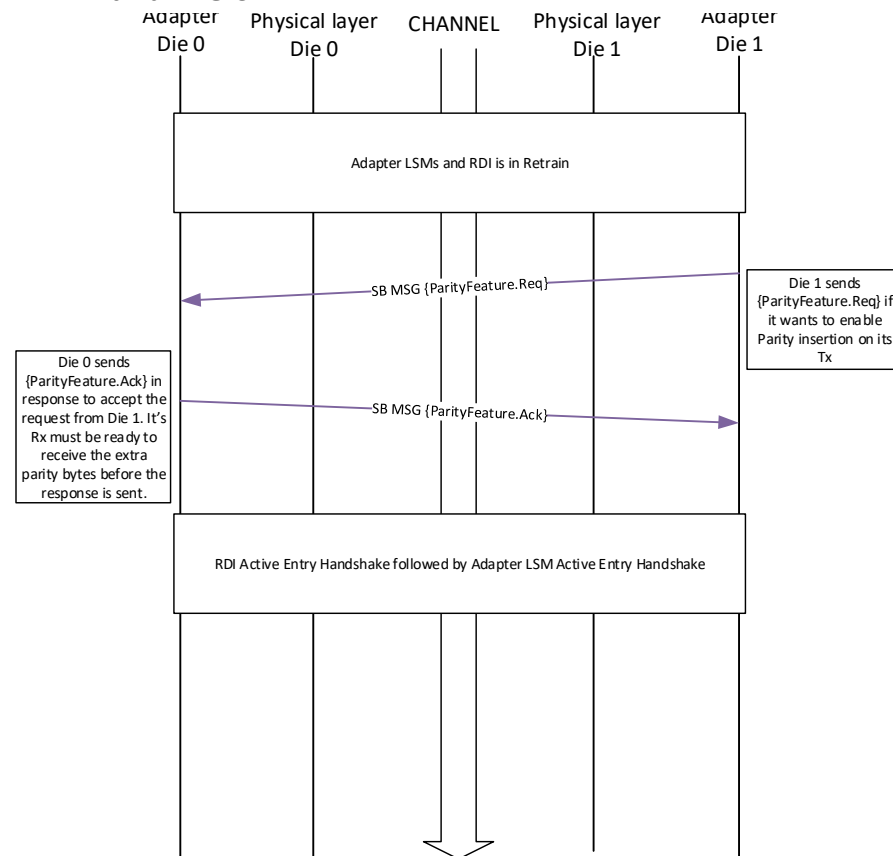 Adapter
Die 0
Physical layer
Die 0
CHANNEL
Physical layer
Die 1
Adapter
Die 1
Adapter LSMs and RDI is in Retrain
SB MSG {ParityFeature.Req}
Die 1 sends
{ParityFeature.Req} if
it wants to enable
Parity insertion on its
Tx
Die 0 sends
{ParityFeature.Ack} in
response to accept the
request from Die 1. It's
Rx must be ready to
receive the extra
parity bytes before the
response is sent.
SB MSG {ParityFeature.Ack}
RDI Active Entry Handshake followed by Adapter LSM Active Entry Handshake